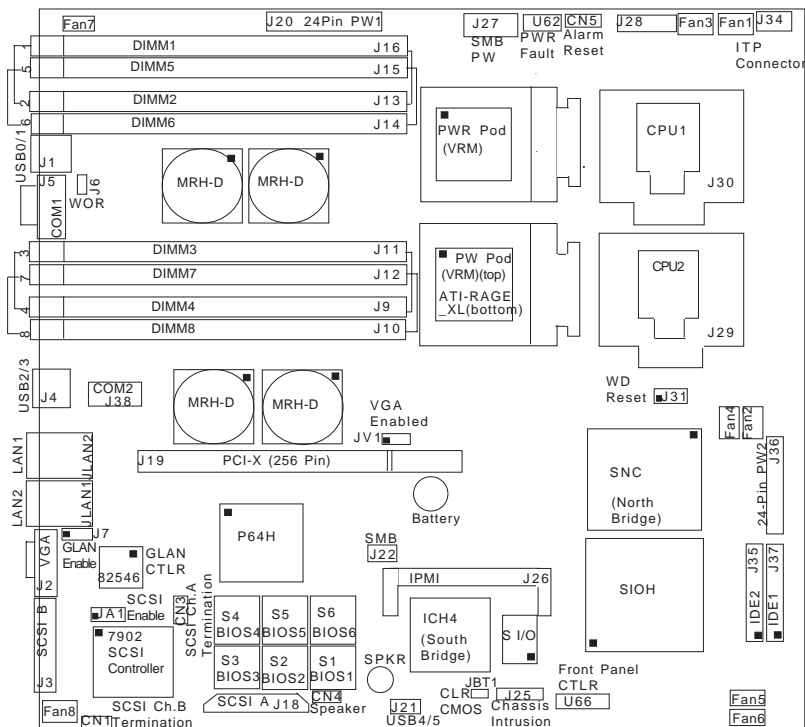 Fan7
J20 24Pin PW1
J27
SMB
PW
U62
PWR
Fault
CN5
Alarm
Reset
J28
Fan3
Fan1
J34
ITP
Connector
1
DIMM1
J16
5
DIMM5
J15
2
DIMM2
J13
6
DIMM6
J14
USB0/1
J1
J5
COM1
J6
WOR
MRH-D
MRH-D
PWR Pod
(VRM)
CPU1
J30
3
DIMM3
J11
7
DIMM7
J12
4
DIMM4
J9
8
DIMM8
J10
PW Pod
(VRM)(top)
ATI-RAGE
_XL(bottom)
CPU2
J29
USB2/3
J4
COM2
J38
MRH-D
MRH-D
VGA
Enabled
JV1
WD
Reset
J31
Fan4
Fan2
LAN1
JLAN2
J19
PCI-X (256 Pin)
Battery
SNC
(North
Bridge)
24-Pin PW2
J36
LAN2
JLAN1
VGA
J2
J7
GLAN
Enable
82546
GLAN
CTLR
P64H
SMB
J22
IPMI
J26
SIOH
J35
IDE2
J37
IDE1
SCSI B
J3
SCSI
Enable
JA1
CN3
SCSI Ch.A
Termination
7902
SCSI
Controller
S4
BIOS4
S5
BIOS5
S6
BIOS6
S3
BIOS3
S2
BIOS2
S1
BIOS1
ICH4
(South
Bridge)
S I/O
SPKR
Fan8
CN1
SCSI Ch.B
Termination
SCSI A
J18
CN4
Speaker
J21
USB4/5
JBT1
CLR
CMOS
J25
Chassis
Intrusion
Front Panel
CTLR
U66
Fan5
Fan6